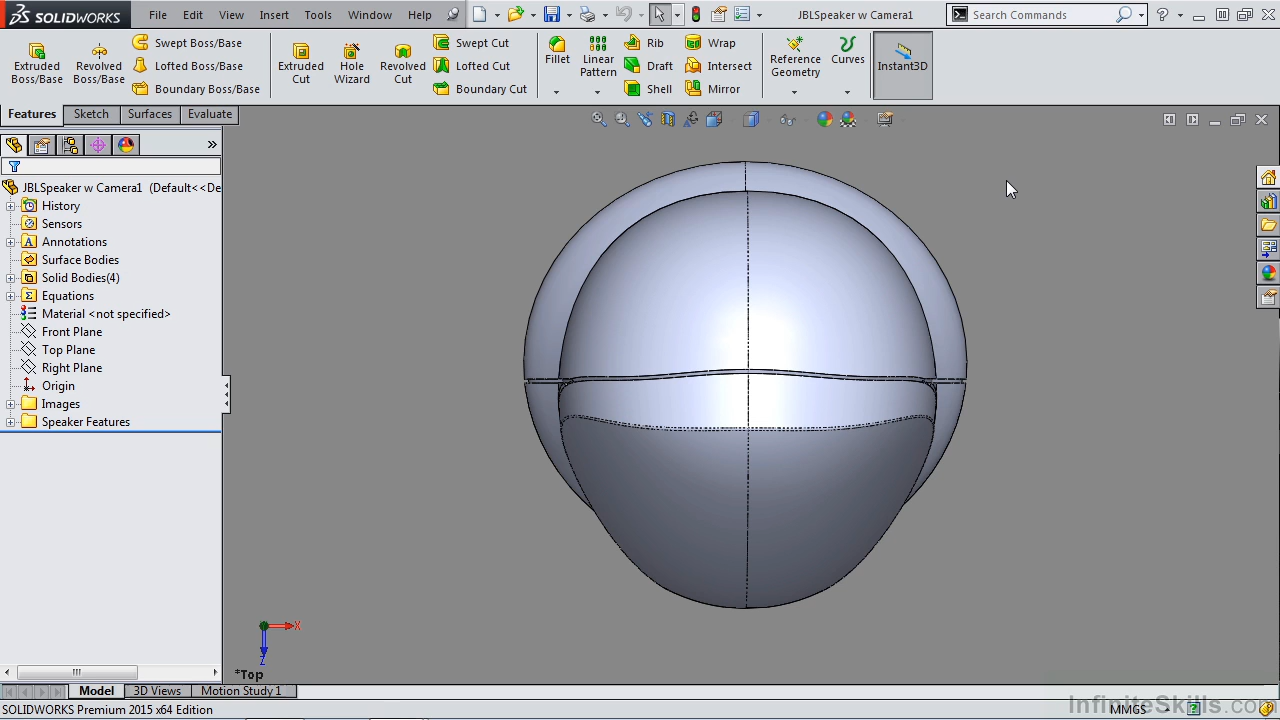 SOLIDWORKS File Edit View Insert Tools Window Help JBLSpeaker w Camera1 Search Commands
Extruded Boss/Base
Revolved Boss/Base
Swept Boss/Base
Lofted Boss/Base
Boundary Boss/Base
Extruded Cut
Hole Wizard
Revolved Cut
Swept Cut
Lofted Cut
Boundary Cut
Fillet
Linear Pattern
Rib
Draft
Shell
Wrap
Intersect
Mirror
Reference Geometry
Curves
Instant3D
Features Sketch Surfaces Evaluate
JBLSpeaker w Camera1 (Default<<De
History
Sensors
Annotations
Surface Bodies
Solid Bodies(4)
Equations
Material <not specified>
Front Plane
Top Plane
Right Plane
Origin
Images
Speaker Features
X
Z
*Top
Model 3D Views Motion Study 1
SOLIDWORKS Premium 2015 x64 Edition MMGS
InfiniteSkills.com